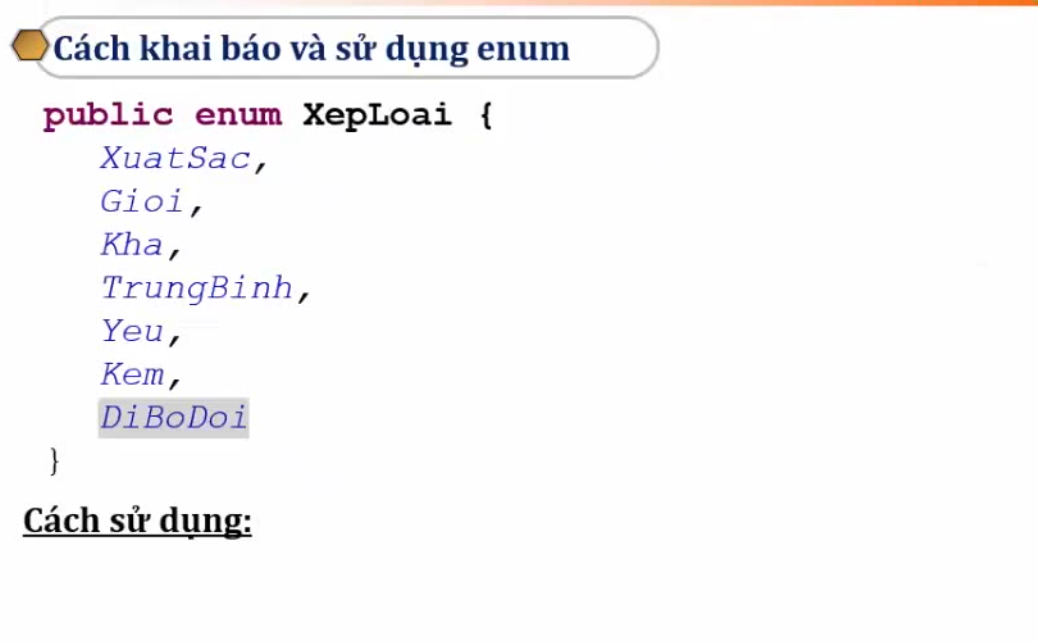 Cách khai báo và sử dụng enum
public enum XepLoai {
XuatSac,
Gioi,
Kha,
TrungBinh,
Yeu,
Kem,
DiBoDoi
}
Cách sử dụng: